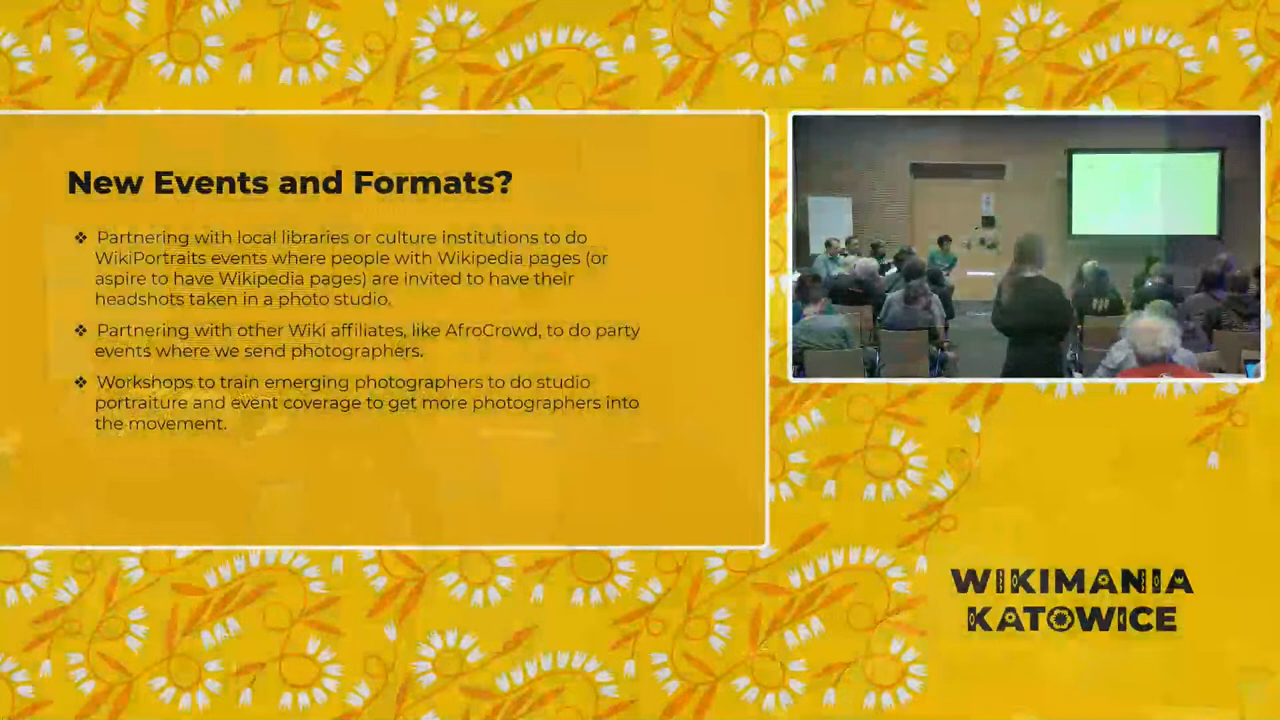 New Events and Formats?
❖ Partnering with local libraries or culture institutions to do
WikiPortraits events where people with Wikipedia pages (or
aspire to have Wikipedia pages) are invited to have their
headshots taken in a photo studio.
❖ Partnering with other Wiki affiliates, like AfroCrowd, to do party
events where we send photographers.
❖ Workshops to train emerging photographers to do studio
portraiture and event coverage to get more photographers into
the movement.
WIKIMANIA
KATOWICE